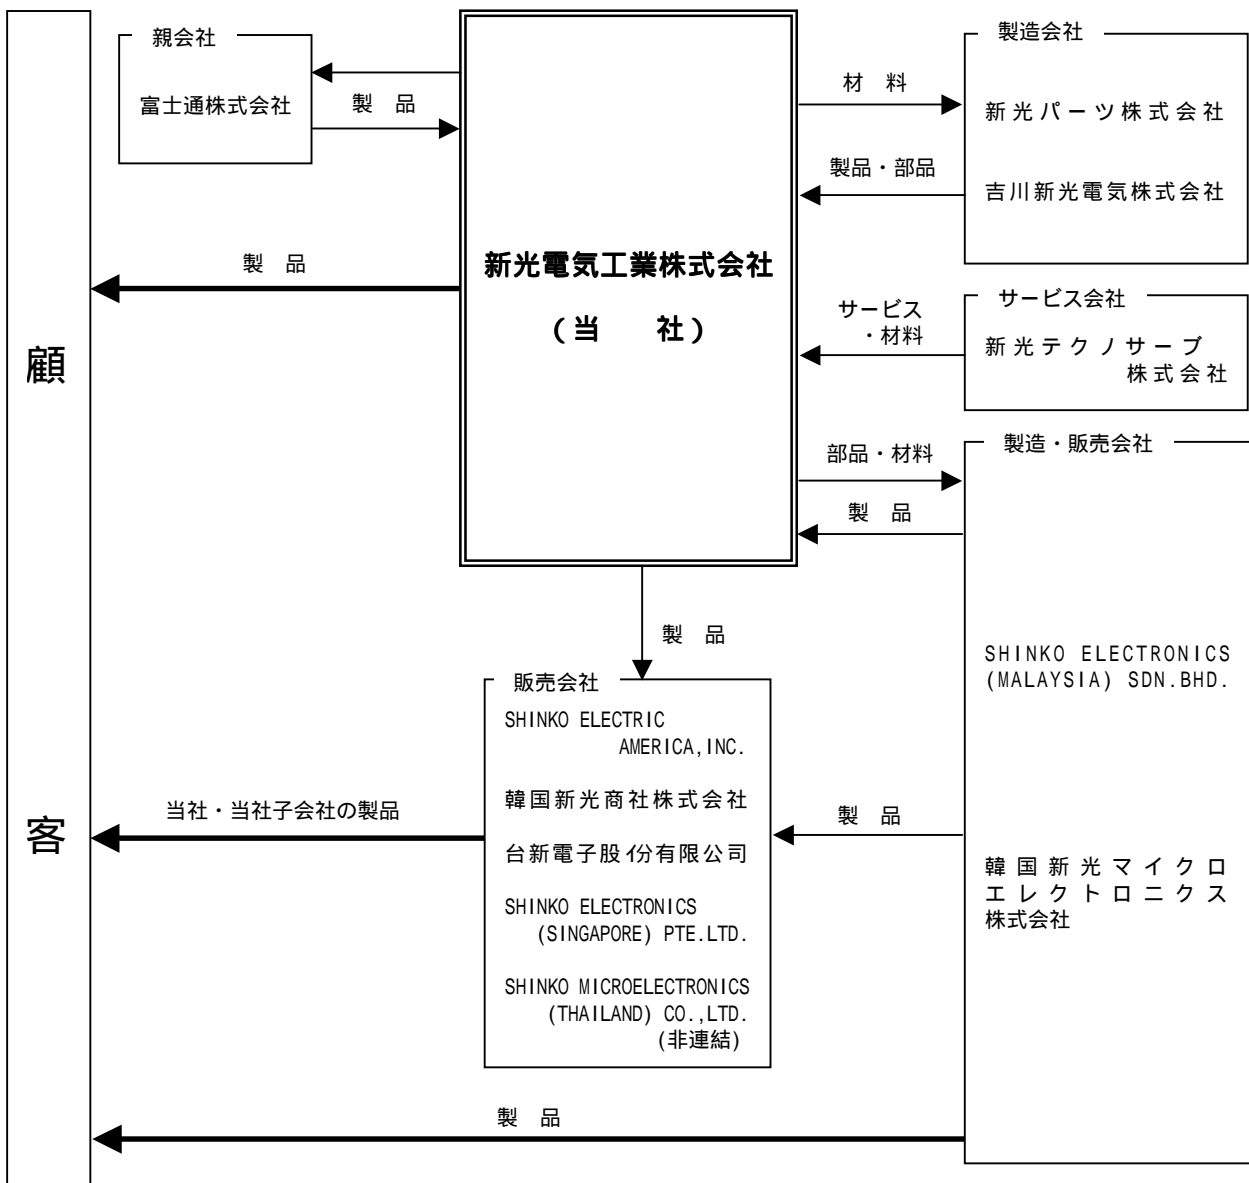 親会社
富士通株式会社
製 品
新光電気工業株式会社
(当 社)
材 料
製品・部品
製造会社
新光パーツ株式会社
吉川新光電気株式会社
サービス
・材料
サービス会社
新光テクノサーブ
株式会社
製 品
顧
客
部品・材料
製 品
製造・販売会社
SHINKO ELECTRONICS
(MALAYSIA) SDN.BHD.
韓国新光マイクロ
エレクトロニクス
株式会社
製 品
販売会社
SHINKO ELECTRIC
AMERICA,INC.
韓国新光商社株式会社
台新電子股份有限公司
SHINKO ELECTRONICS
(SINGAPORE) PTE.LTD.
SHINKO MICROELECTRONICS
(THAILAND) CO.,LTD.
(非連結)
当社・当社子会社の製品
製 品
製 品